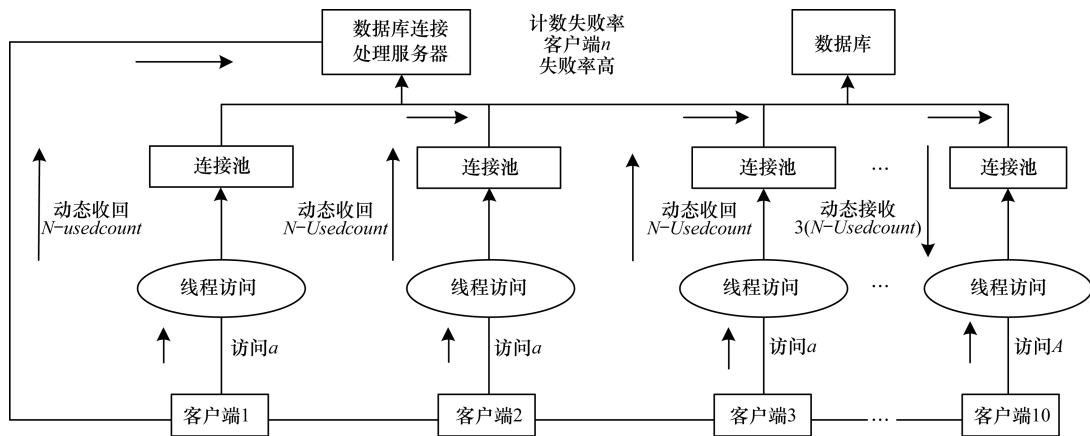 数据库连接
处理服务器
计数失败率
客户端n
失败率高
数据库
连接池
连接池
连接池
...
连接池
动态收回
N-usedcount
动态收回
N-Usedcount
动态收回
N-Usedcount
动态接收
3(N-Usedcount)
线程访问
线程访问
线程访问
...
线程访问
访问a
访问a
访问a
访问A
客户端1
客户端2
客户端3
...
客户端10